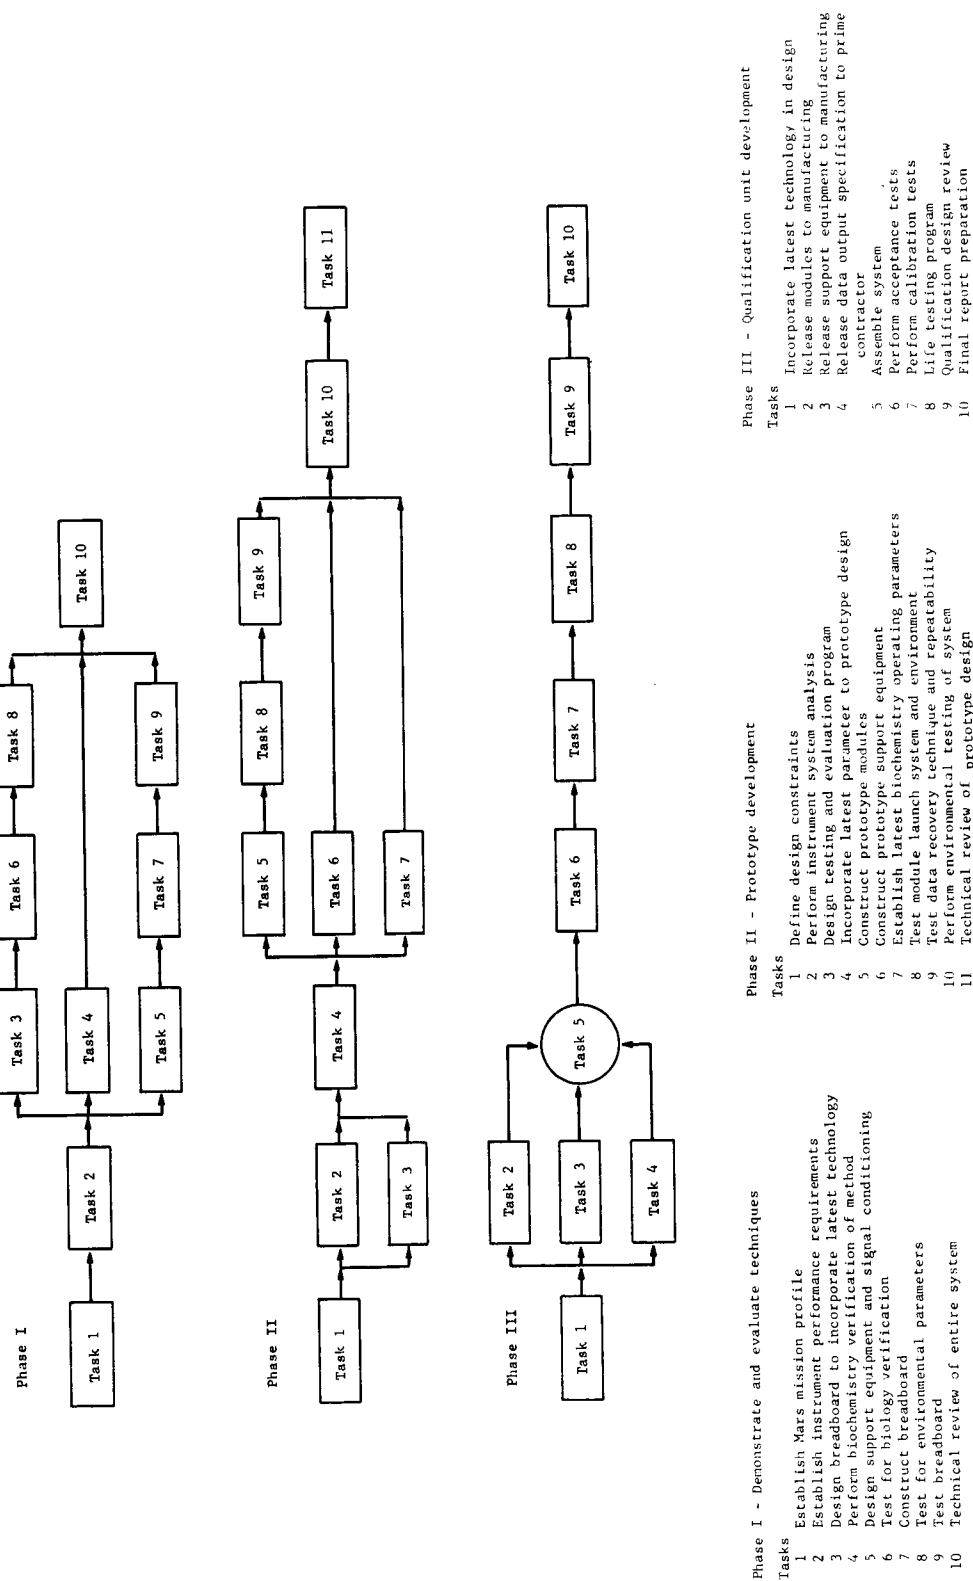 Phase I
Task 1
Task 2
Task 3
Task 4
Task 5
Task 6
Task 7
Task 8
Task 9
Task 10
Phase II
Task 1
Task 2
Task 3
Task 4
Task 5
Task 6
Task 7
Task 8
Task 9
Task 10
Task 11
Phase III
Task 1
Task 2
Task 3
Task 4
Task 5
Task 6
Task 7
Task 8
Task 9
Task 10
Phase I - Demonstrate and evaluate techniques
Tasks
1 Establish Mars mission profile
2 Establish instrument performance requirements
3 Design breadboard to incorporate latest technology
4 Perform biochemistry verification of method
5 Design support equipment and signal conditioning
6 Test for biology verification
7 Construct breadboard
8 Test for environmental parameters
9 Test breadboard
10 Technical review of entire system
Phase II - Prototype development
Tasks
1 Define design constraints
2 Perform instrument system analysis
3 Design testing and evaluation program
4 Incorporate latest parameter to prototype design
5 Construct prototype modules
6 Construct prototype support equipment
7 Establish latest biochemistry operating parameters
8 Test module launch system and environment
9 Test data recovery technique and repeatability
10 Perform environmental testing of system
11 Technical review of prototype design
Phase III - Qualification unit development
Tasks
1 Incorporate latest technology in design
2 Release modules to manufacturing
3 Release support equipment to manufacturing
4 Release data output specification to prime
contractor
5 Assemble system
6 Perform acceptance tests
7 Perform calibration tests
8 Life testing program
9 Qualification design review
10 Final report preparation